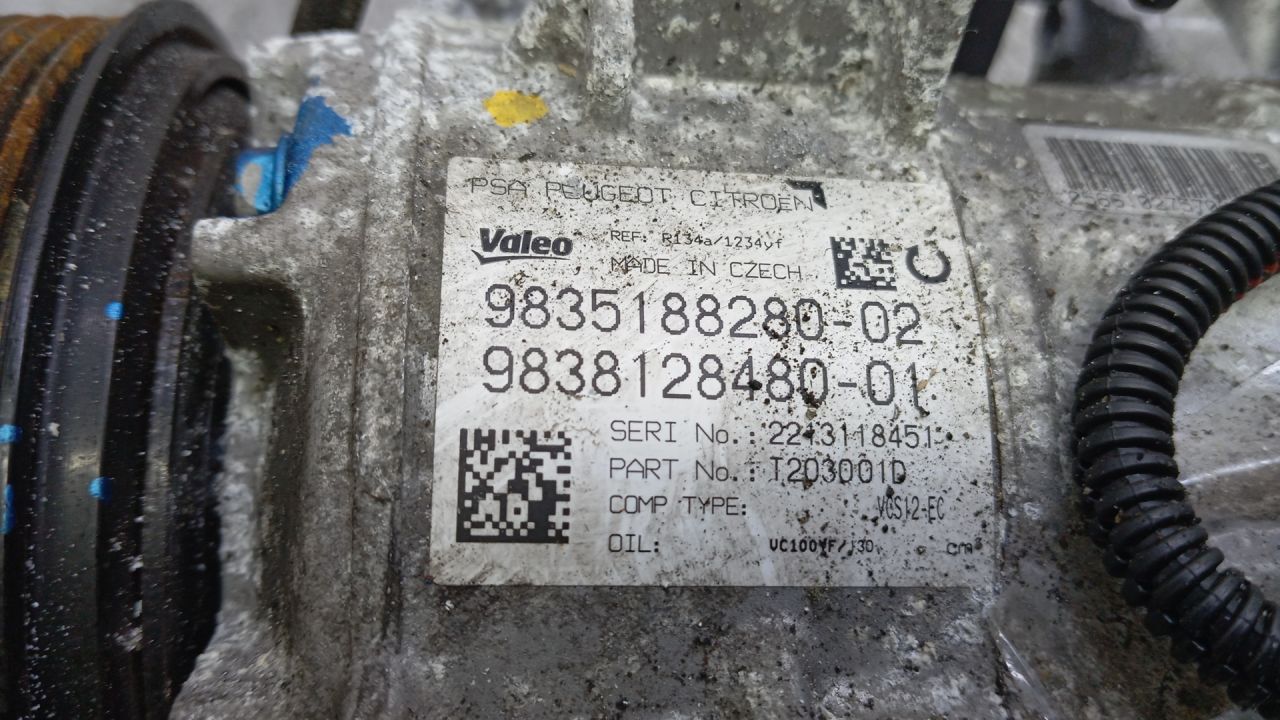 PSA PEUGEOT CITROEN
Valeo
REF: R134a/1234yf
MADE IN CZECH
9835188280-02
9838128480-01
SERI No.: 2213118451
PART No.: T203001D
COMP TYPE: VCS12-EC
OIL: VC100YF/130 cm³